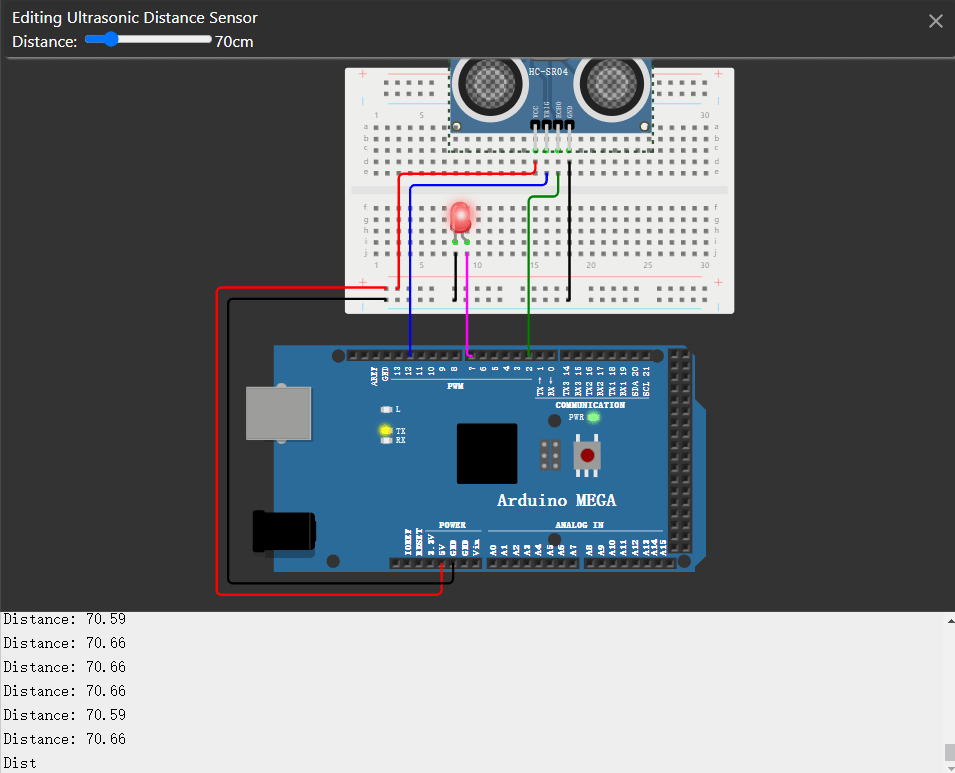 Editing Ultrasonic Distance Sensor
Distance: 70cm
HC-SR04
VCC TRIG ECHO GND
1 5 30
a a
b b
c c
d d
e e
f f
g g
h h
i i
j j
1 5 10 15 20 25 30
AREF GND 13 12 11 10 9 8 7 6 5 4 3 2 TX → 1 RX ← 0 TX3 14 RX3 15 TX2 16 RX2 17 TX1 18 RX1 19 SDA 20 SCL 21
PWM
COMMUNICATION
L
PWR
TX
RX
Arduino MEGA
POWER ANALOG IN
IOREF RESET 3.3V 5V GND GND Vin A0 A1 A2 A3 A4 A5 A6 A7 A8 A9 A10 A11 A12 A13 A14 A15
Distance: 70.59
Distance: 70.66
Distance: 70.66
Distance: 70.66
Distance: 70.59
Distance: 70.66
Dist